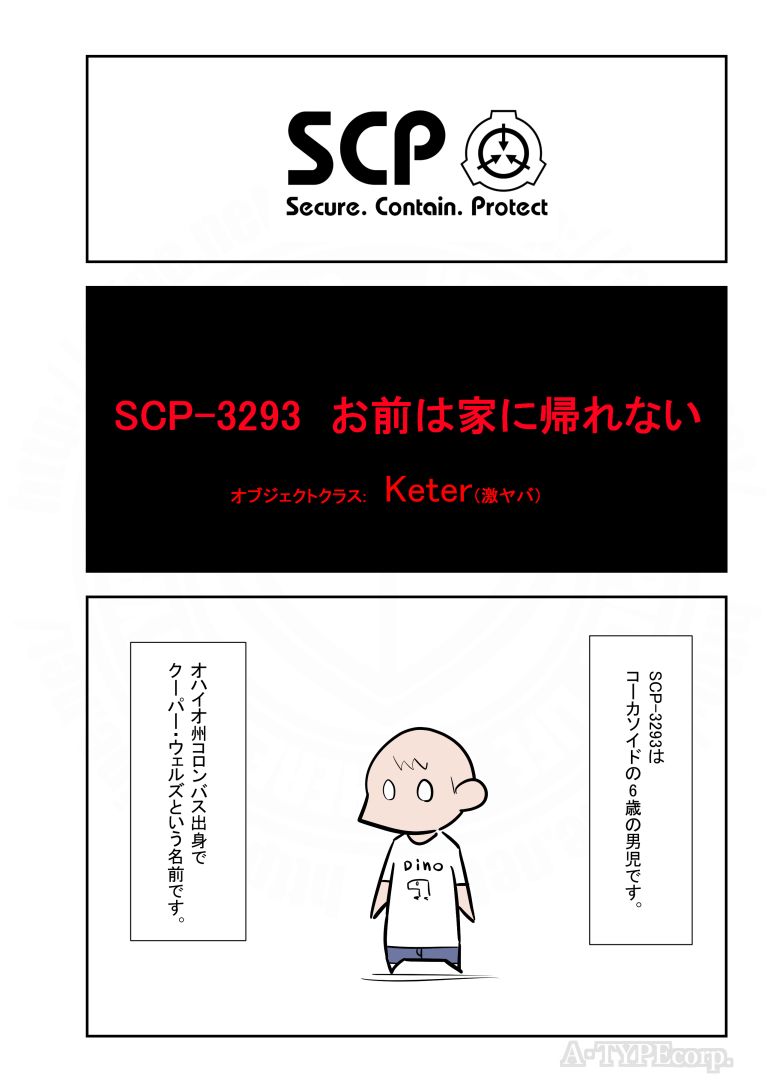 SCP
Secure. Contain. Protect
SCP-3293 お前は家に帰れない
オブジェクトクラス: Keter(激ヤバ)
SCP-3293は
コーカソイドの6歳の男児です。
オハイオ州コロンバス出身で
クーパー・ウェルズという名前です。
Dino
A-TYPEcorp.